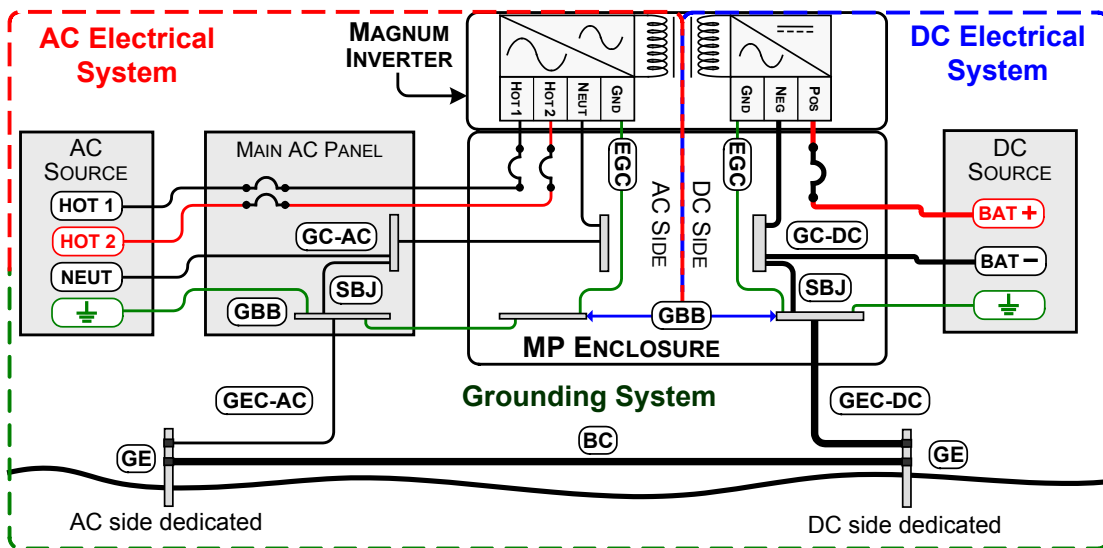 AC Electrical
System
MAGNUM
INVERTER
DC Electrical
System
HOT 1
HOT 2
NEUT
GND
GND
NEG
POS
AC
SOURCE
HOT 1
HOT 2
NEUT
MAIN AC PANEL
GC-AC
SBJ
GBB
EGC
AC SIDE
DC SIDE
EGC
GBB
MP ENCLOSURE
GC-DC
SBJ
DC
SOURCE
BAT +
BAT −
Grounding System
GEC-AC
GEC-DC
BC
GE
GE
AC side dedicated
DC side dedicated